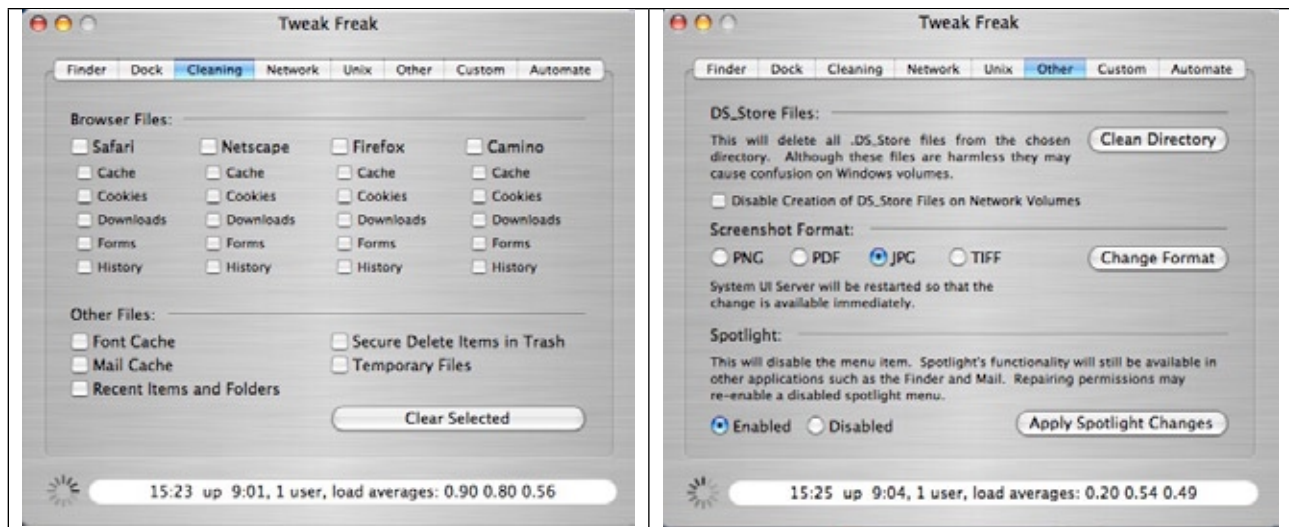 Tweak Freak
Finder Dock Cleaning Network Unix Other Custom Automate
Browser Files:
Safari Netscape Firefox Camino
Cache Cache Cache Cache
Cookies Cookies Cookies Cookies
Downloads Downloads Downloads Downloads
Forms Forms Forms Forms
History History History History
Other Files:
Font Cache Secure Delete Items in Trash
Mail Cache Temporary Files
Recent Items and Folders
Clear Selected
15:23 up 9:01, 1 user, load averages: 0.90 0.80 0.56
Tweak Freak
Finder Dock Cleaning Network Unix Other Custom Automate
DS_Store Files:
This will delete all .DS_Store files from the chosen
directory. Although these files are harmless they may
cause confusion on Windows volumes.
Clean Directory
Disable Creation of DS_Store Files on Network Volumes
Screenshot Format:
PNG PDF JPG TIFF Change Format
System UI Server will be restarted so that the
change is available immediately.
Spotlight:
This will disable the menu item. Spotlight's functionality will still be available in
other applications such as the Finder and Mail. Repairing permissions may
re-enable a disabled spotlight menu.
Enabled Disabled Apply Spotlight Changes
15:25 up 9:04, 1 user, load averages: 0.20 0.54 0.49